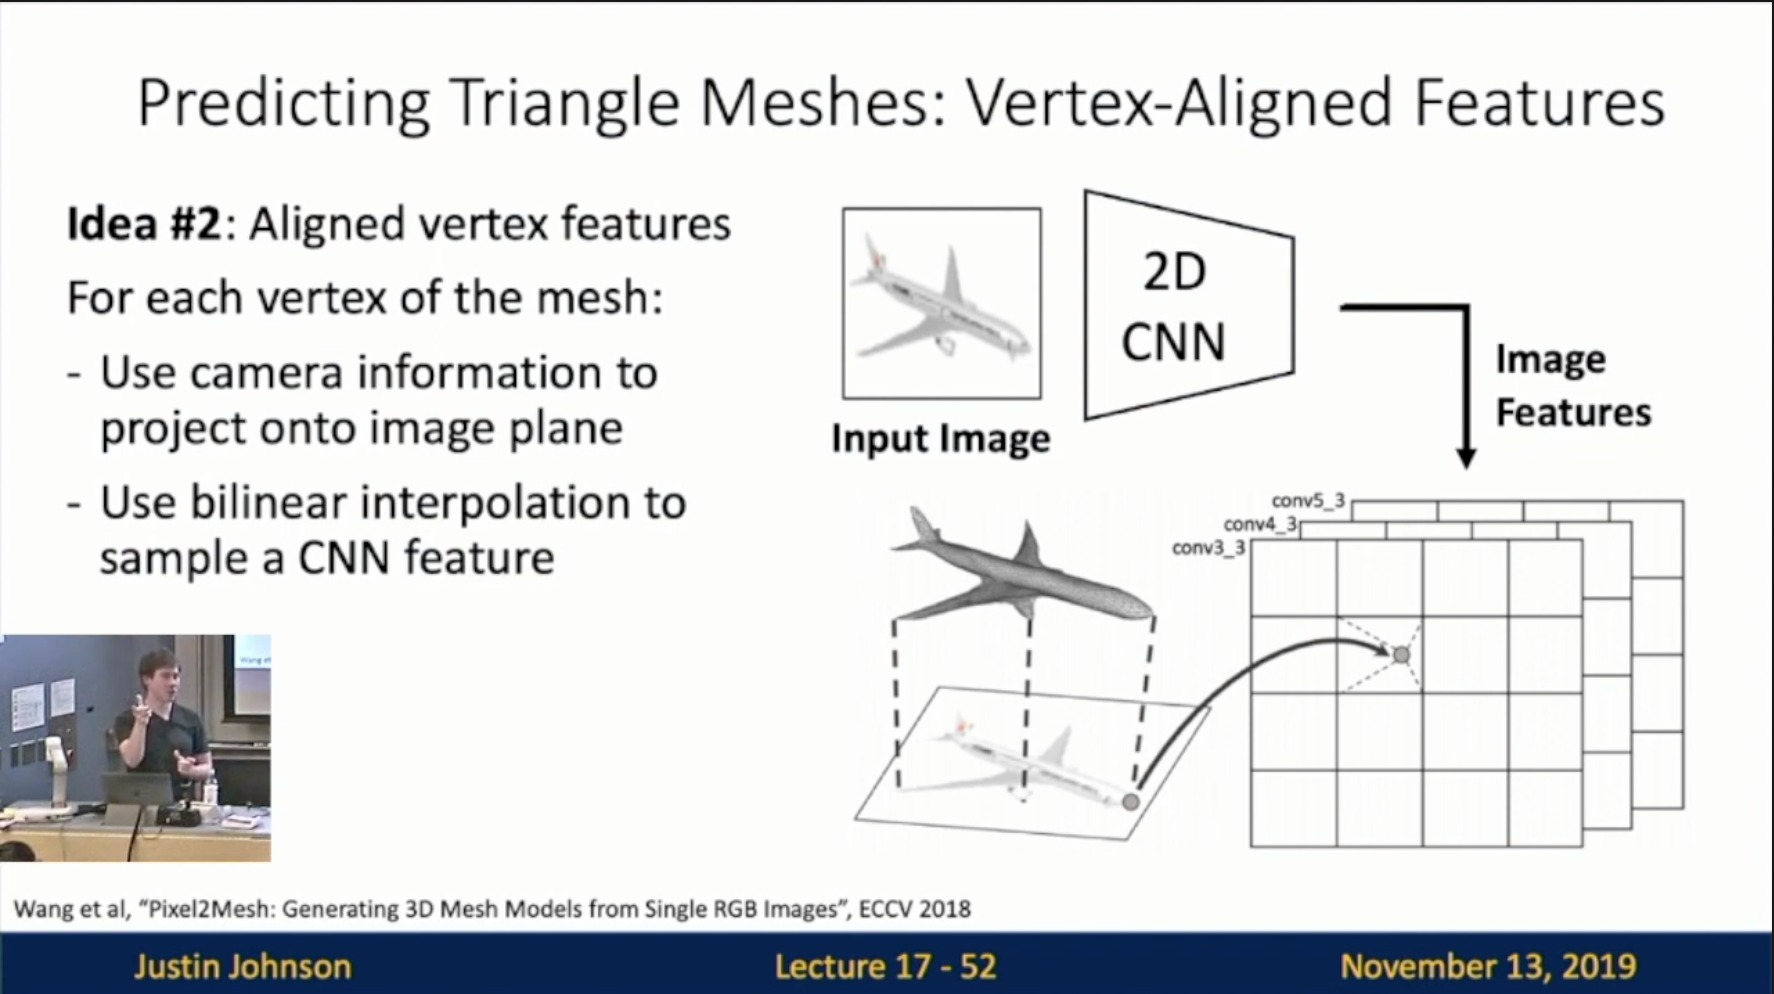 Predicting Triangle Meshes: Vertex-Aligned Features
Idea #2: Aligned vertex features
For each vertex of the mesh:
- Use camera information to
project onto image plane
- Use bilinear interpolation to
sample a CNN feature
2D
CNN
Input Image
Image
Features
conv5_3
conv4_3
conv3_3
Wang et
Wang et al, “Pixel2Mesh: Generating 3D Mesh Models from Single RGB Images”, ECCV 2018
Justin Johnson
Lecture 17 - 52
November 13, 2019